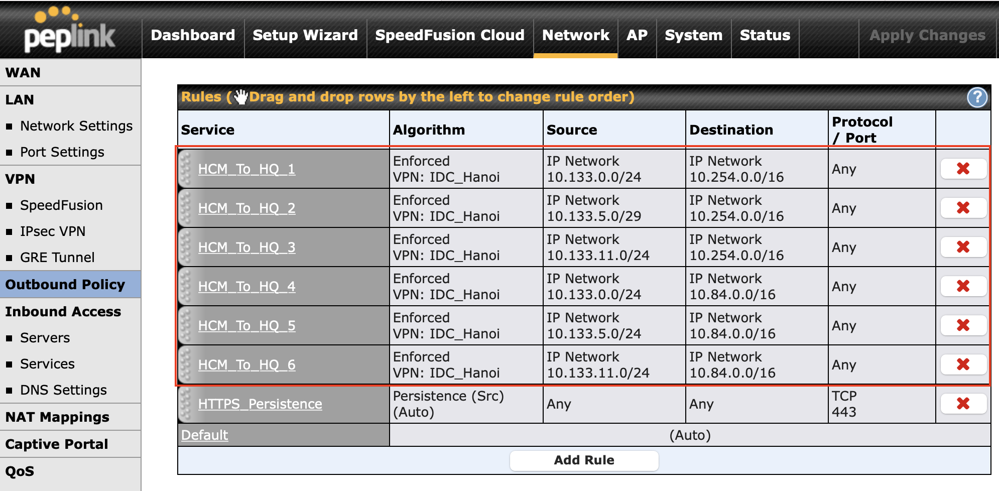 peplink
Dashboard
Setup Wizard
SpeedFusion Cloud
Network
AP
System
Status
Apply Changes
WAN
LAN
Network Settings
Port Settings
VPN
SpeedFusion
IPsec VPN
GRE Tunnel
Outbound Policy
Inbound Access
Servers
Services
DNS Settings
NAT Mappings
Captive Portal
QoS
Rules (Drag and drop rows by the left to change rule order)
?
Service
Algorithm
Source
Destination
Protocol
/ Port
HCM_To_HQ_1
Enforced
VPN: IDC_Hanoi
IP Network
10.133.0.0/24
IP Network
10.254.0.0/16
Any
HCM_To_HQ_2
Enforced
VPN: IDC_Hanoi
IP Network
10.133.5.0/29
IP Network
10.254.0.0/16
Any
HCM_To_HQ_3
Enforced
VPN: IDC_Hanoi
IP Network
10.133.11.0/24
IP Network
10.254.0.0/16
Any
HCM_To_HQ_4
Enforced
VPN: IDC_Hanoi
IP Network
10.133.0.0/24
IP Network
10.84.0.0/16
Any
HCM_To_HQ_5
Enforced
VPN: IDC_Hanoi
IP Network
10.133.5.0/24
IP Network
10.84.0.0/16
Any
HCM_To_HQ_6
Enforced
VPN: IDC_Hanoi
IP Network
10.133.11.0/24
IP Network
10.84.0.0/16
Any
HTTPS_Persistence
Persistence (Src)
(Auto)
Any
Any
TCP
443
Default
(Auto)
Add Rule